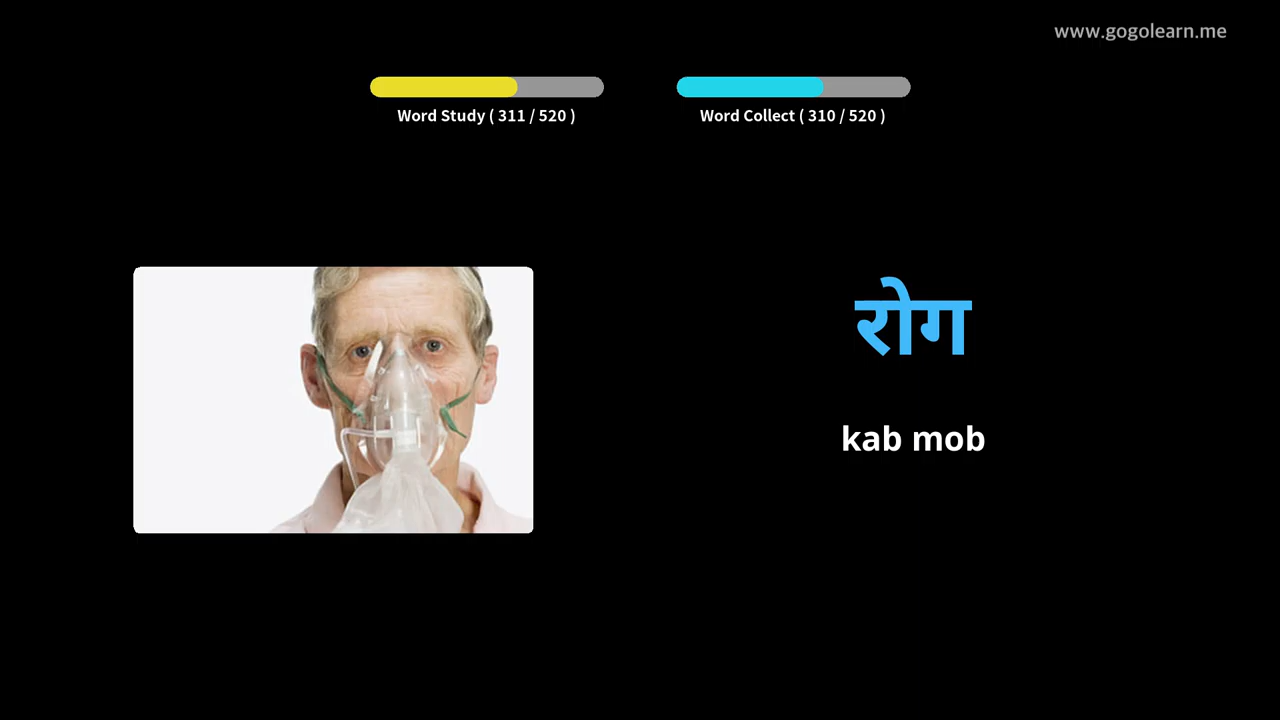 www.gogolearn.me
Word Study ( 311 / 520 )
Word Collect ( 310 / 520 )
रोग
kab mob